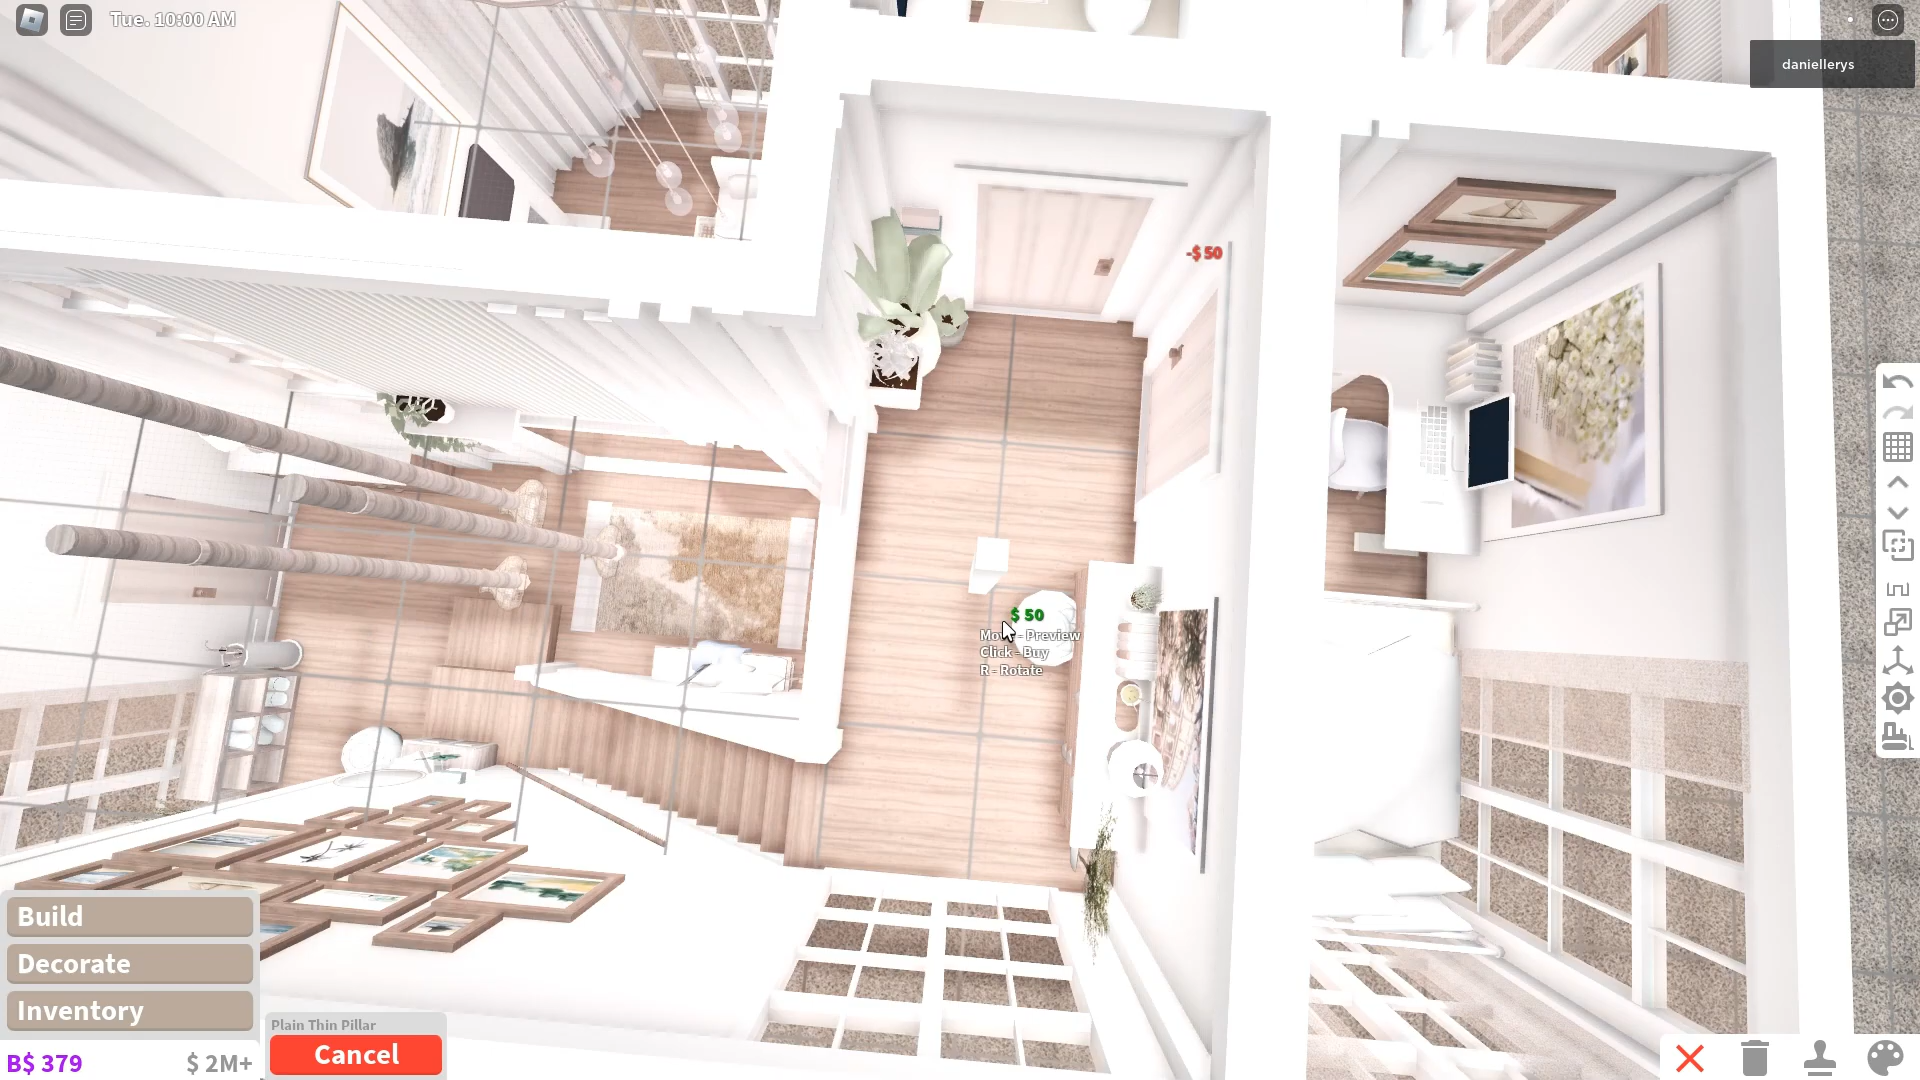 Tue. 10:00 AM
daniellerys
-$ 50
$ 50
Move - Preview
Click - Buy
R - Rotate
Build
Decorate
Inventory
Plain Thin Pillar
Cancel
B$ 379
$ 2M+